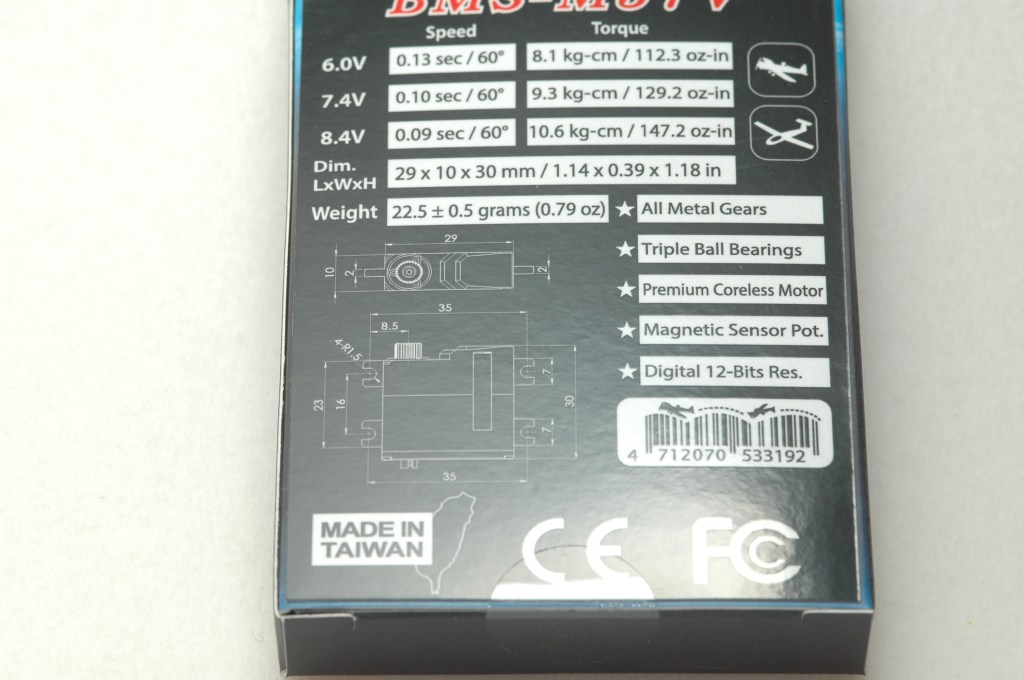 Speed Torque
6.0V 0.13 sec / 60° 8.1 kg-cm / 112.3 oz-in
7.4V 0.10 sec / 60° 9.3 kg-cm / 129.2 oz-in
8.4V 0.09 sec / 60° 10.6 kg-cm / 147.2 oz-in
Dim.
LxWxH 29 x 10 x 30 mm / 1.14 x 0.39 x 1.18 in
Weight 22.5 ± 0.5 grams (0.79 oz)
★ All Metal Gears
★ Triple Ball Bearings
★ Premium Coreless Motor
★ Magnetic Sensor Pot.
★ Digital 12-Bits Res.
29
10
2
2
35
8.5
4-R1.5
23
16
7
7
30
35
4 712070 533192
MADE IN
TAIWAN
CE FCC